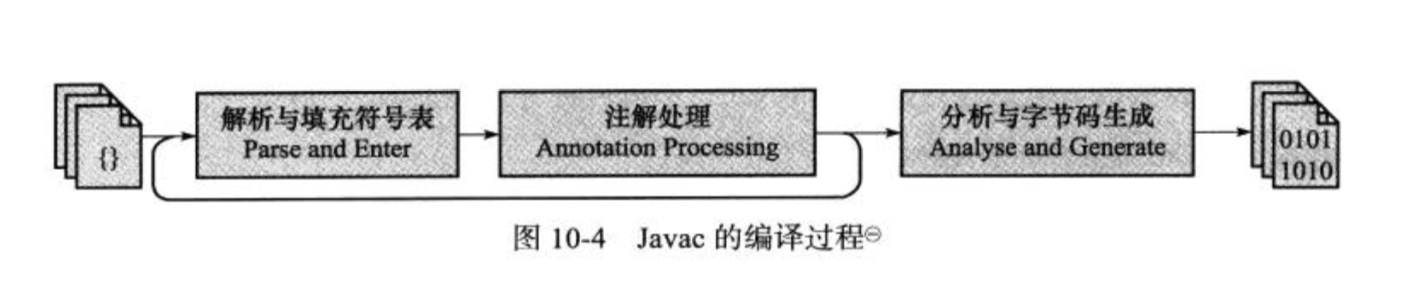 {}
解析与填充符号表
Parse and Enter
注解处理
Annotation Processing
分析与字节码生成
Analyse and Generate
0101
1010
图 10-4 Javac 的编译过程㊀